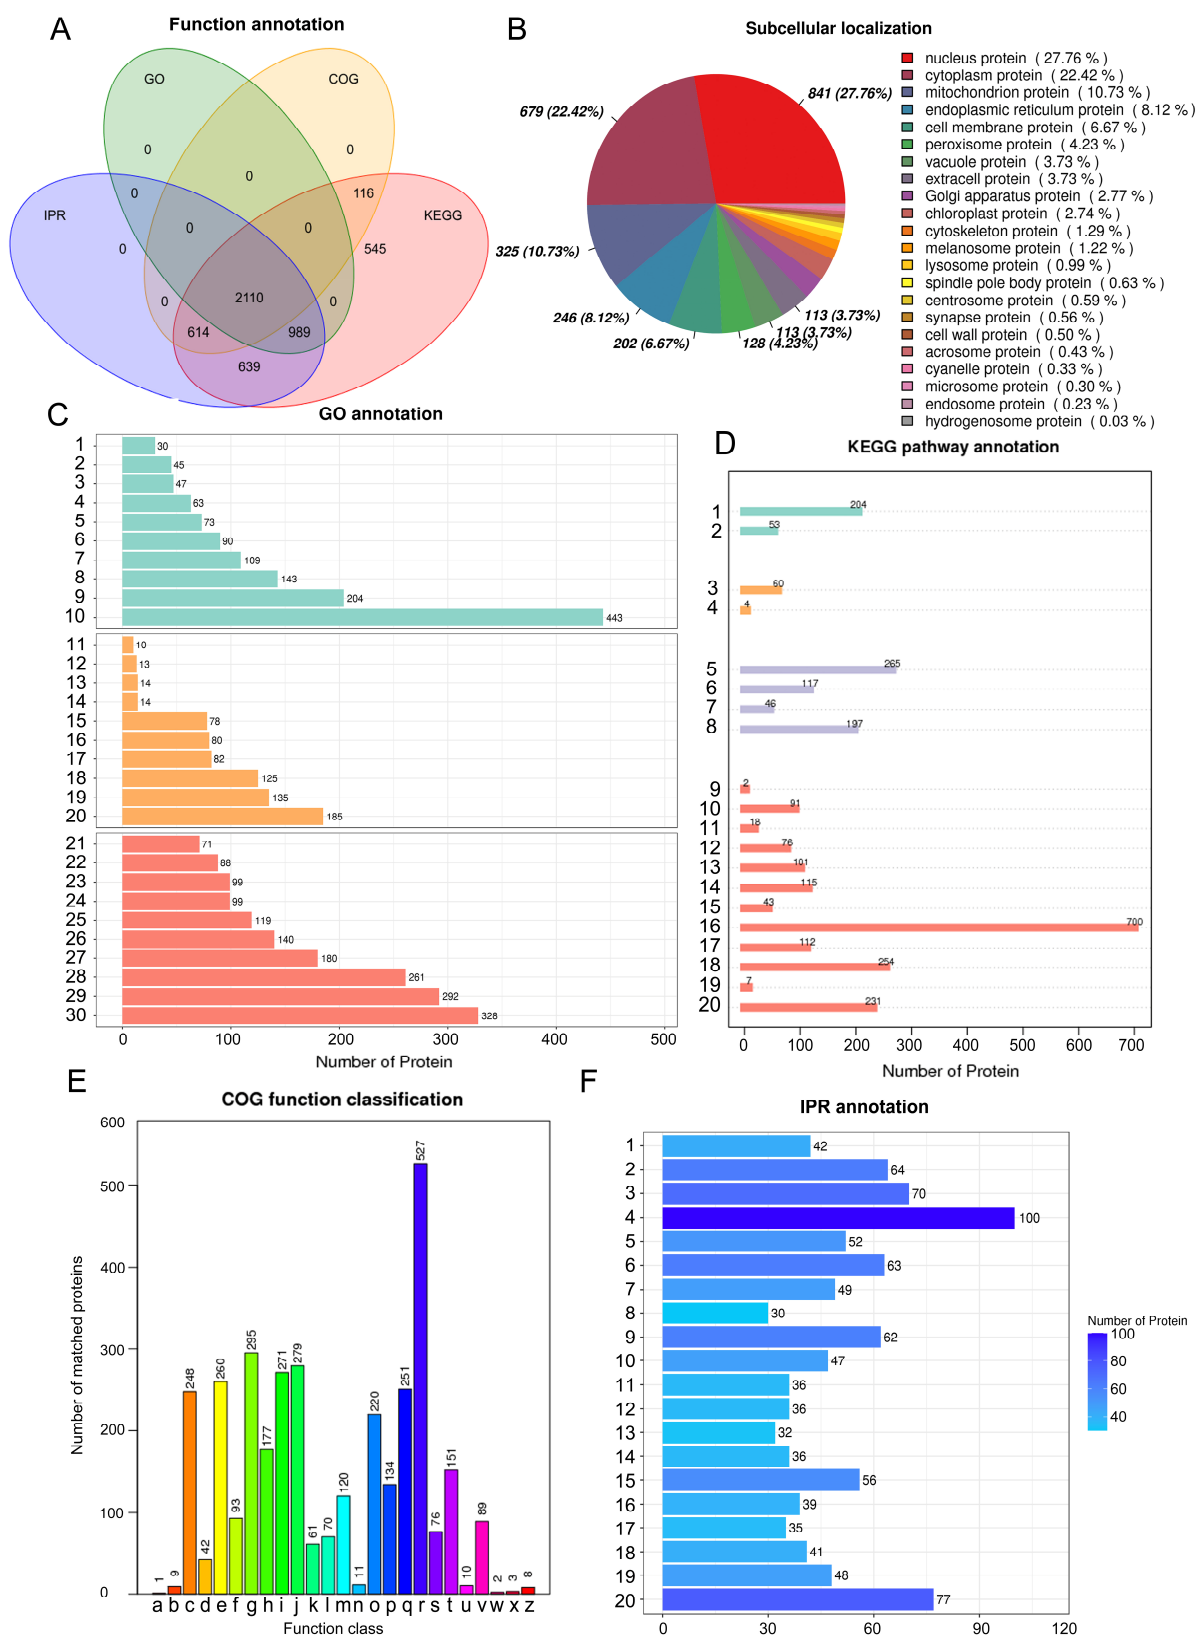 A
Function annotation
GO
COG
IPR
KEGG
0
0
0
0
116
0
0
0
545
0
2110
0
614
989
639
B
Subcellular localization
841 (27.76%)
679 (22.42%)
325 (10.73%)
246 (8.12%)
202 (6.67%)
128 (4.23%)
113 (3.73%)
113 (3.73%)
nucleus protein ( 27.76 % )
cytoplasm protein ( 22.42 % )
mitochondrion protein ( 10.73 % )
endoplasmic reticulum protein ( 8.12 % )
cell membrane protein ( 6.67 % )
peroxisome protein ( 4.23 % )
vacuole protein ( 3.73 % )
extracell protein ( 3.73 % )
Golgi apparatus protein ( 2.77 % )
chloroplast protein ( 2.74 % )
cytoskeleton protein ( 1.29 % )
melanosome protein ( 1.22 % )
lysosome protein ( 0.99 % )
spindle pole body protein ( 0.63 % )
centrosome protein ( 0.59 % )
synapse protein ( 0.56 % )
cell wall protein ( 0.50 % )
acrosome protein ( 0.43 % )
cyanelle protein ( 0.33 % )
microsome protein ( 0.30 % )
endosome protein ( 0.23 % )
hydrogenosome protein ( 0.03 % )
C
GO annotation
1 30
2 45
3 47
4 63
5 73
6 90
7 109
8 143
9 204
10 443
11 10
12 13
13 14
14 14
15 78
16 80
17 82
18 125
19 135
20 185
21 71
22 88
23 99
24 99
25 119
26 140
27 180
28 261
29 292
30 328
0 100 200 300 400 500
Number of Protein
D
KEGG pathway annotation
1 204
2 53
3 60
4 4
5 265
6 117
7 46
8 197
9 2
10 91
11 18
12 76
13 101
14 115
15 43
16 700
17 112
18 254
19 7
20 231
0 100 200 300 400 500 600 700
Number of Protein
E
COG function classification
Number of matched proteins
600
500
400
300
200
100
0
1 9 248 42 260 93 295 177 271 279 61 70 120 11 220 134 251 527 76 151 10 89 2 3 8
a b c d e f g h i j k l m n o p q r s t u v w x z
Function class
F
IPR annotation
1 42
2 64
3 70
4 100
5 52
6 63
7 49
8 30
9 62
10 47
11 36
12 36
13 32
14 36
15 56
16 39
17 35
18 41
19 48
20 77
0 30 60 90 120
Number of Protein
100
80
60
40